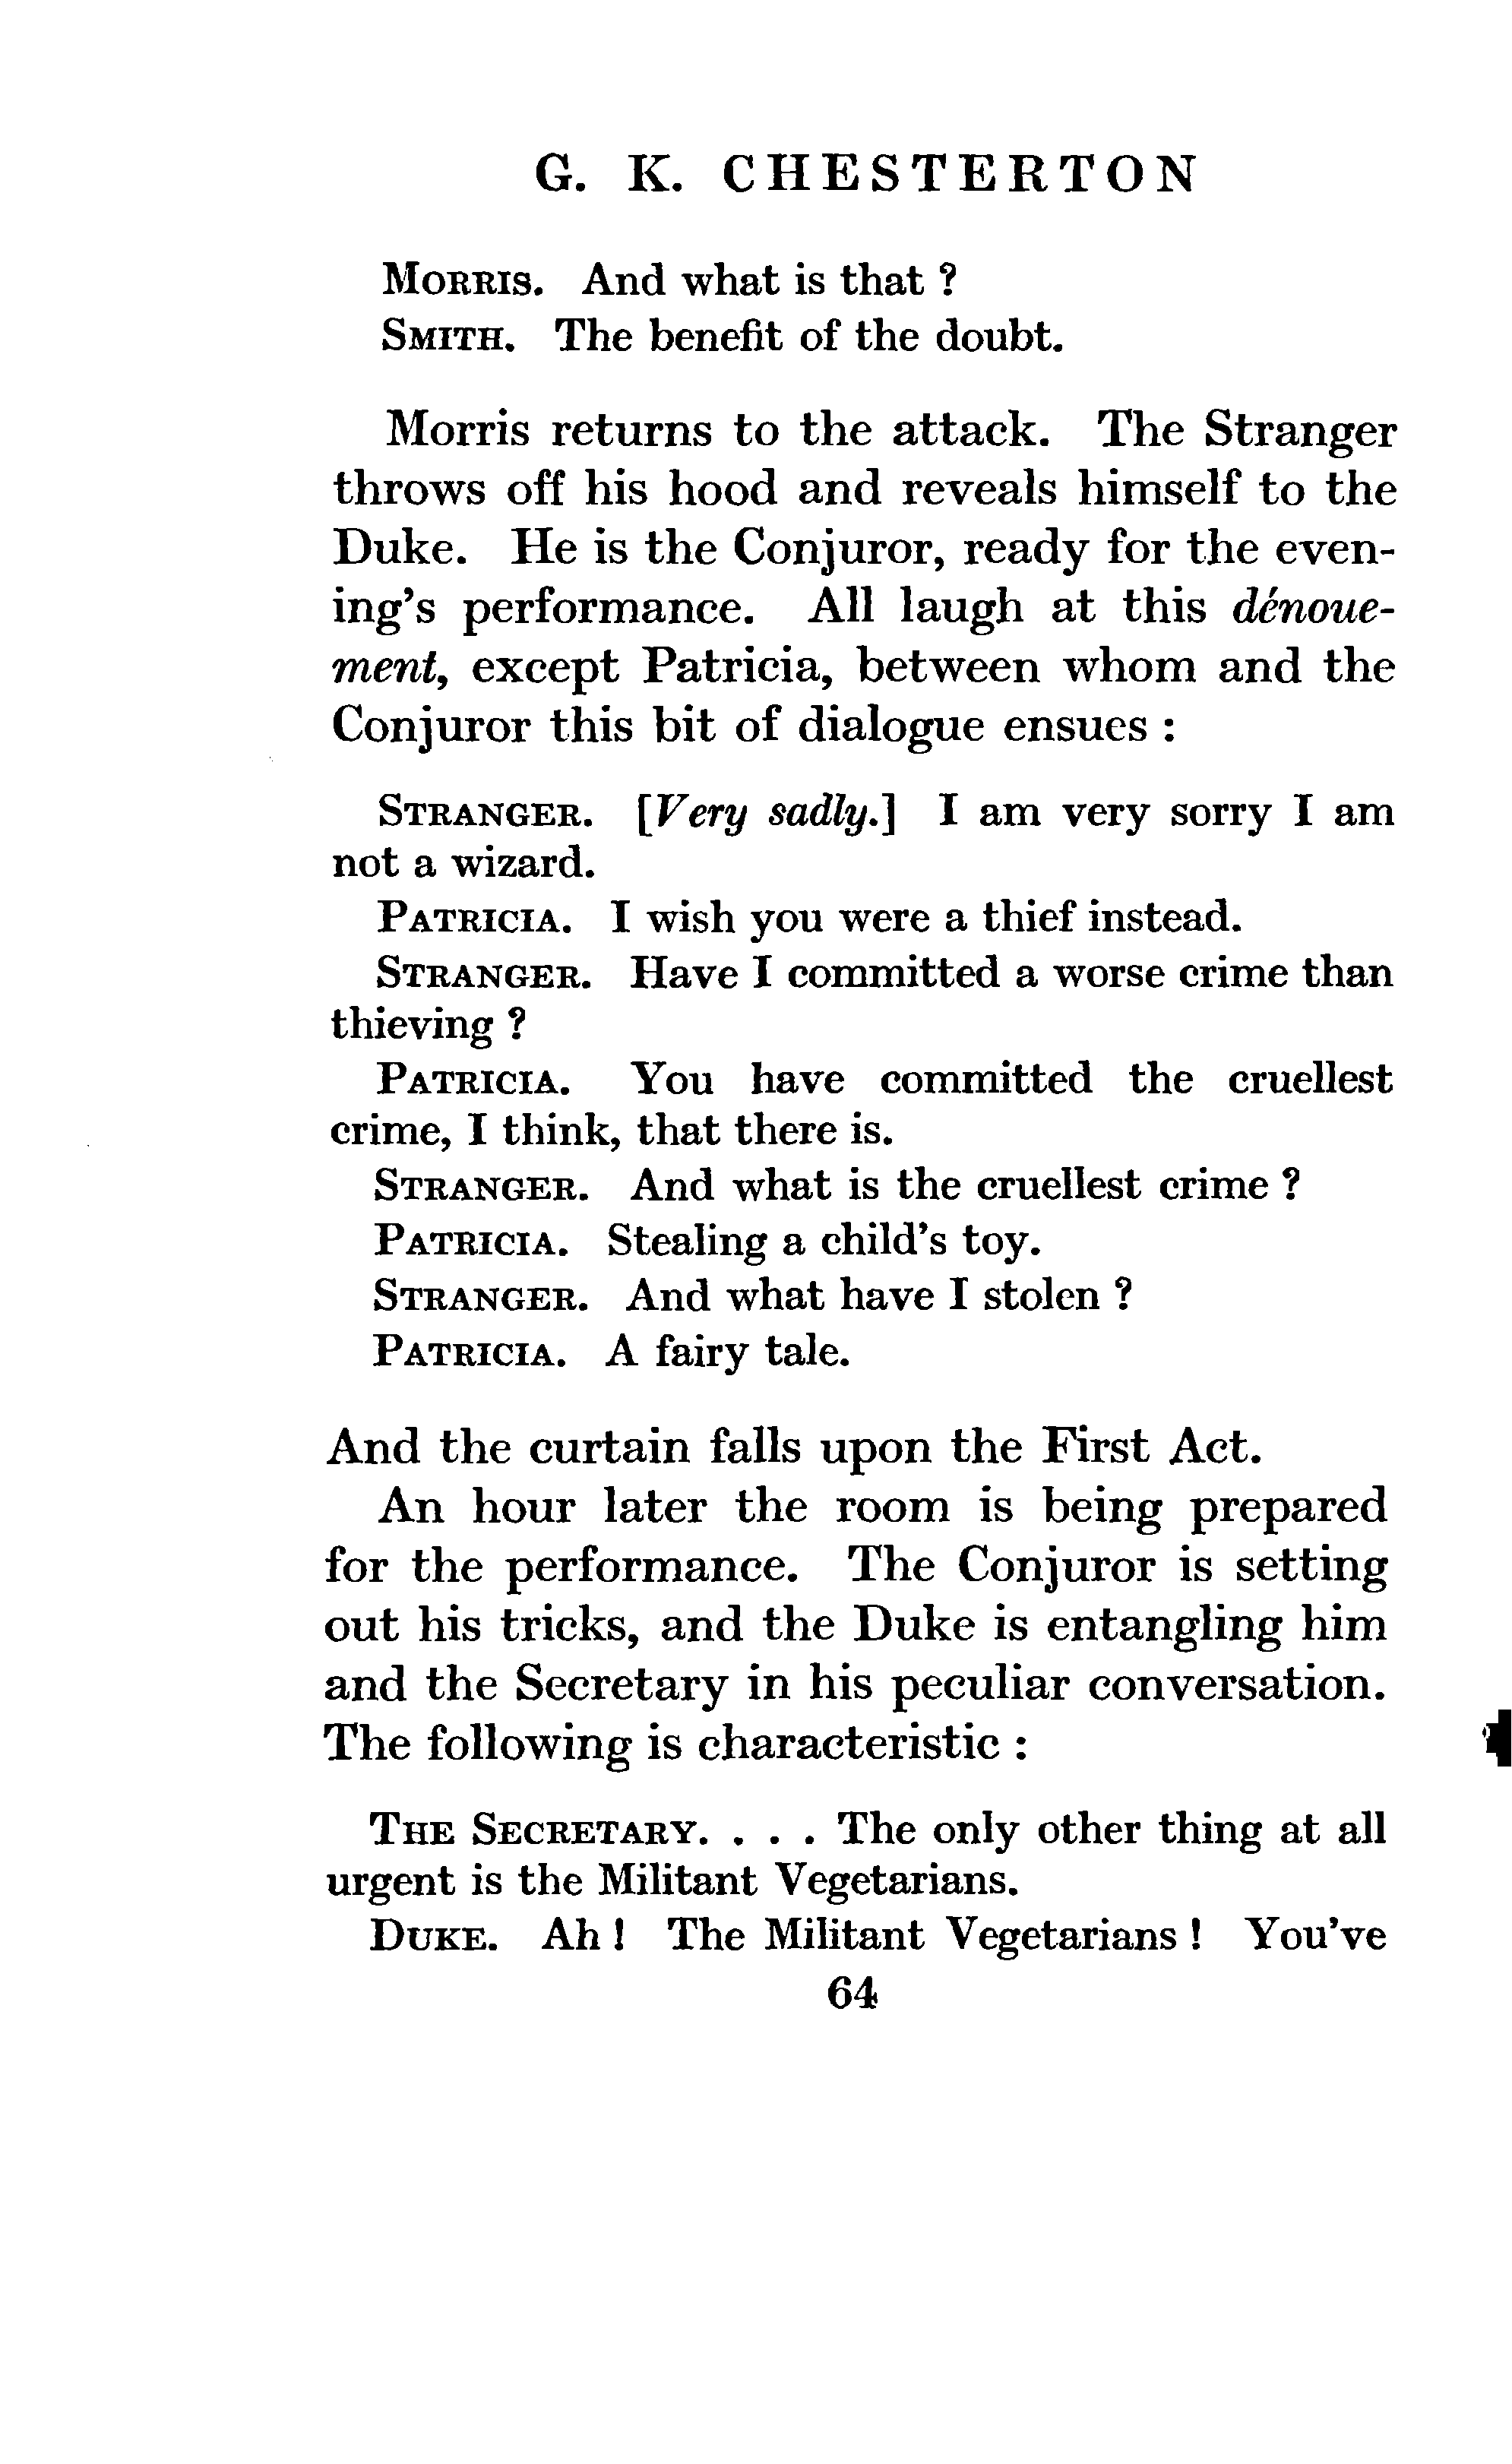 G. K. CHESTERTON
MORRIS. And what is that ?
SMITH. The benefit of the doubt.
Morris returns to the attack. The Stranger
throws off his hood and reveals himself to the
Duke. He is the Conjuror, ready for the even-
ing's performance. All laugh at this dénoue-
ment, except Patricia, between whom and the
Conjuror this bit of dialogue ensues :
STRANGER. [Very sadly.] I am very sorry I am
not a wizard.
PATRICIA. I wish you were a thief instead.
STRANGER. Have I committed a worse crime than
thieving ?
PATRICIA. You have committed the cruellest
crime, I think, that there is.
STRANGER. And what is the cruellest crime ?
PATRICIA. Stealing a child's toy.
STRANGER. And what have I stolen ?
PATRICIA. A fairy tale.
And the curtain falls upon the First Act.
An hour later the room is being prepared
for the performance. The Conjuror is setting
out his tricks, and the Duke is entangling him
and the Secretary in his peculiar conversation.
The following is characteristic :
THE SECRETARY. . . . The only other thing at all
urgent is the Militant Vegetarians.
DUKE. Ah ! The Militant Vegetarians ! You've
64